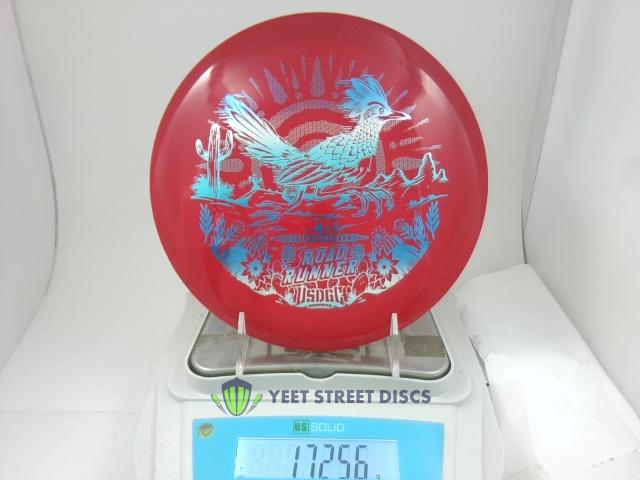 ROAD
RUNNER
USDGC
YEET STREET DISCS
US SOLID
172.56 g